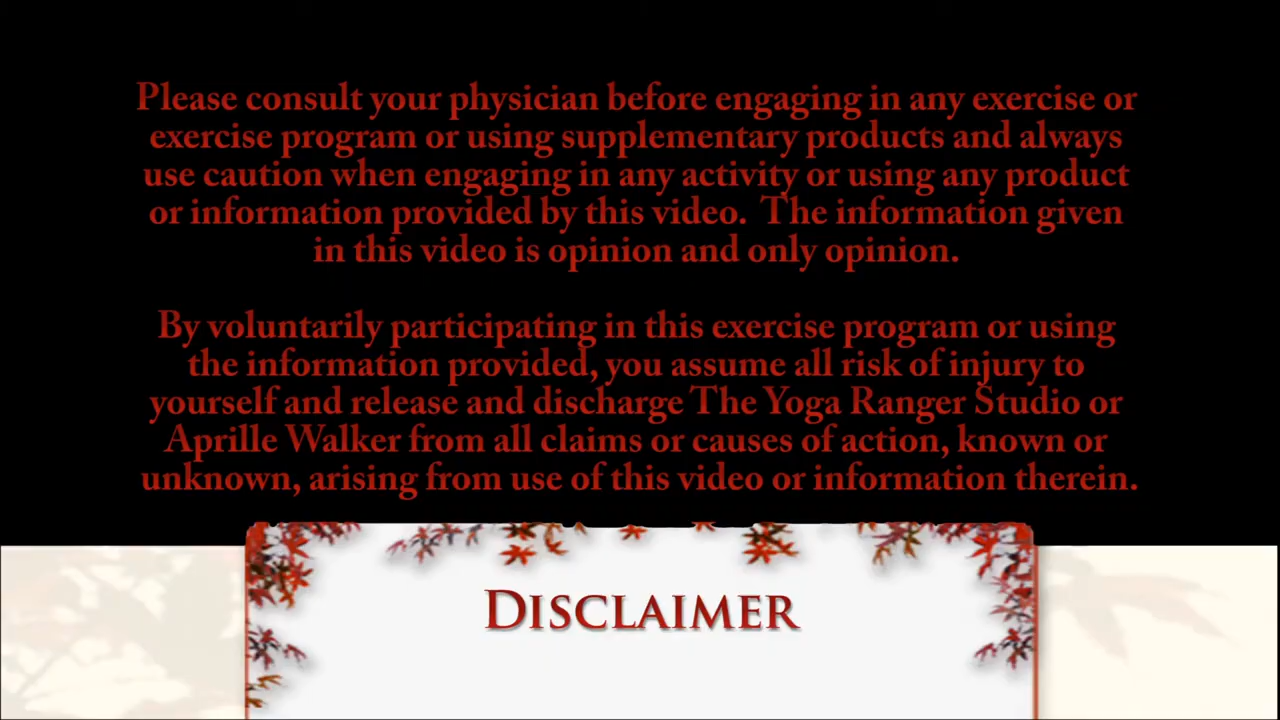 Please consult your physician before engaging in any exercise or
exercise program or using supplementary products and always
use caution when engaging in any activity or using any product
or information provided by this video.  The information given
in this video is opinion and only opinion.
By voluntarily participating in this exercise program or using
the information provided, you assume all risk of injury to
yourself and release and discharge The Yoga Ranger Studio or
Aprille Walker from all claims or causes of action, known or
unknown, arising from use of this video or information therein.
DISCLAIMER